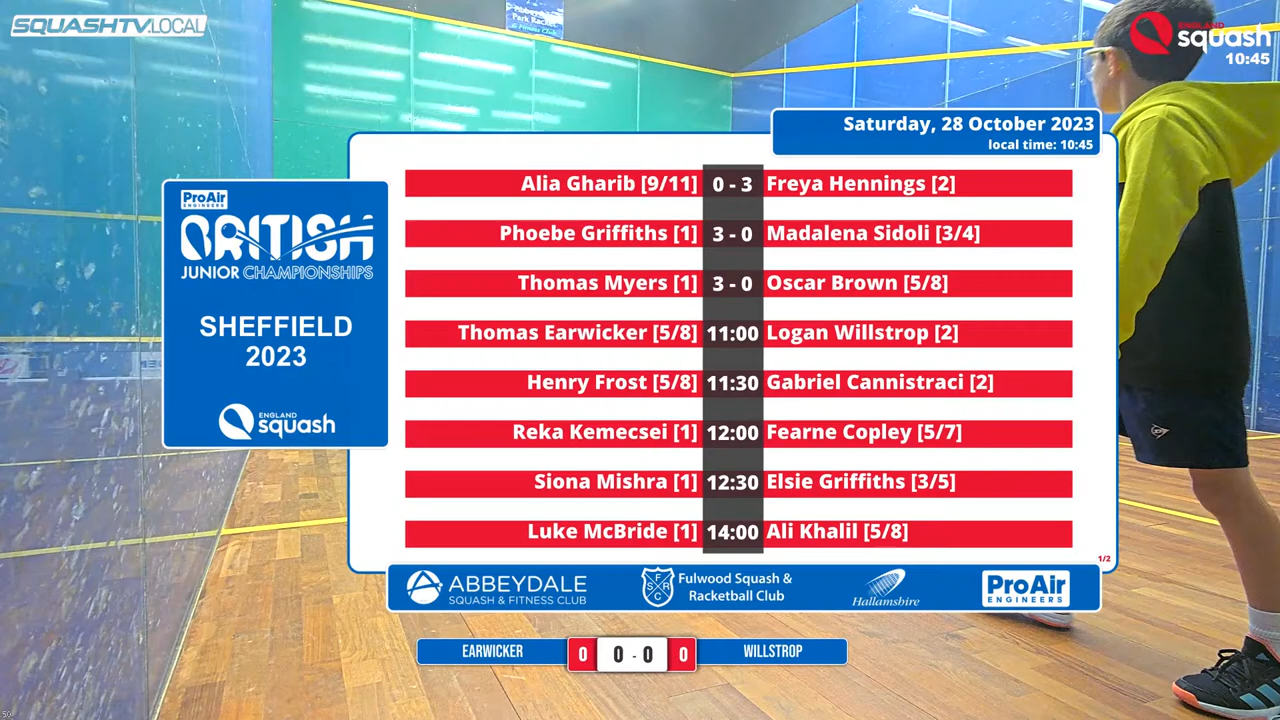 SQUASHTV.LOCAL
Abbeydale
Park Racket
& Fitness Club
ENGLAND
squash
10:45
Saturday, 28 October 2023
local time: 10:45
ProAir
ENGINEERS
BRITISH
JUNIOR CHAMPIONSHIPS
SHEFFIELD
2023
ENGLAND
squash
Alia Gharib [9/11] 0 - 3 Freya Hennings [2]
Phoebe Griffiths [1] 3 - 0 Madalena Sidoli [3/4]
Thomas Myers [1] 3 - 0 Oscar Brown [5/8]
Thomas Earwicker [5/8] 11:00 Logan Willstrop [2]
Henry Frost [5/8] 11:30 Gabriel Cannistraci [2]
Reka Kemecsei [1] 12:00 Fearne Copley [5/7]
Siona Mishra [1] 12:30 Elsie Griffiths [3/5]
Luke McBride [1] 14:00 Ali Khalil [5/8]
1/2
ABBEYDALE
SQUASH & FITNESS CLUB
SFRC
Fulwood Squash &
Racketball Club
Hallamshire
ProAir
ENGINEERS
EARWICKER 0 0 - 0 0 WILLSTROP